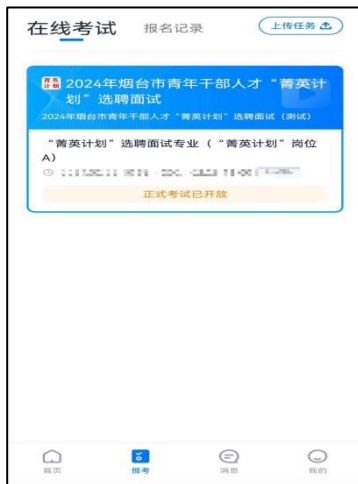 在线考试 报名记录 上传任务
菁英计划 2024年烟台市青年干部人才“菁英计
划”选聘面试
2024年烟台市青年干部人才“菁英计划”选聘面试（测试）
“菁英计划”选聘面试专业（“菁英计划”岗位
A）
正式考试已开放
首页 报考 消息 我的